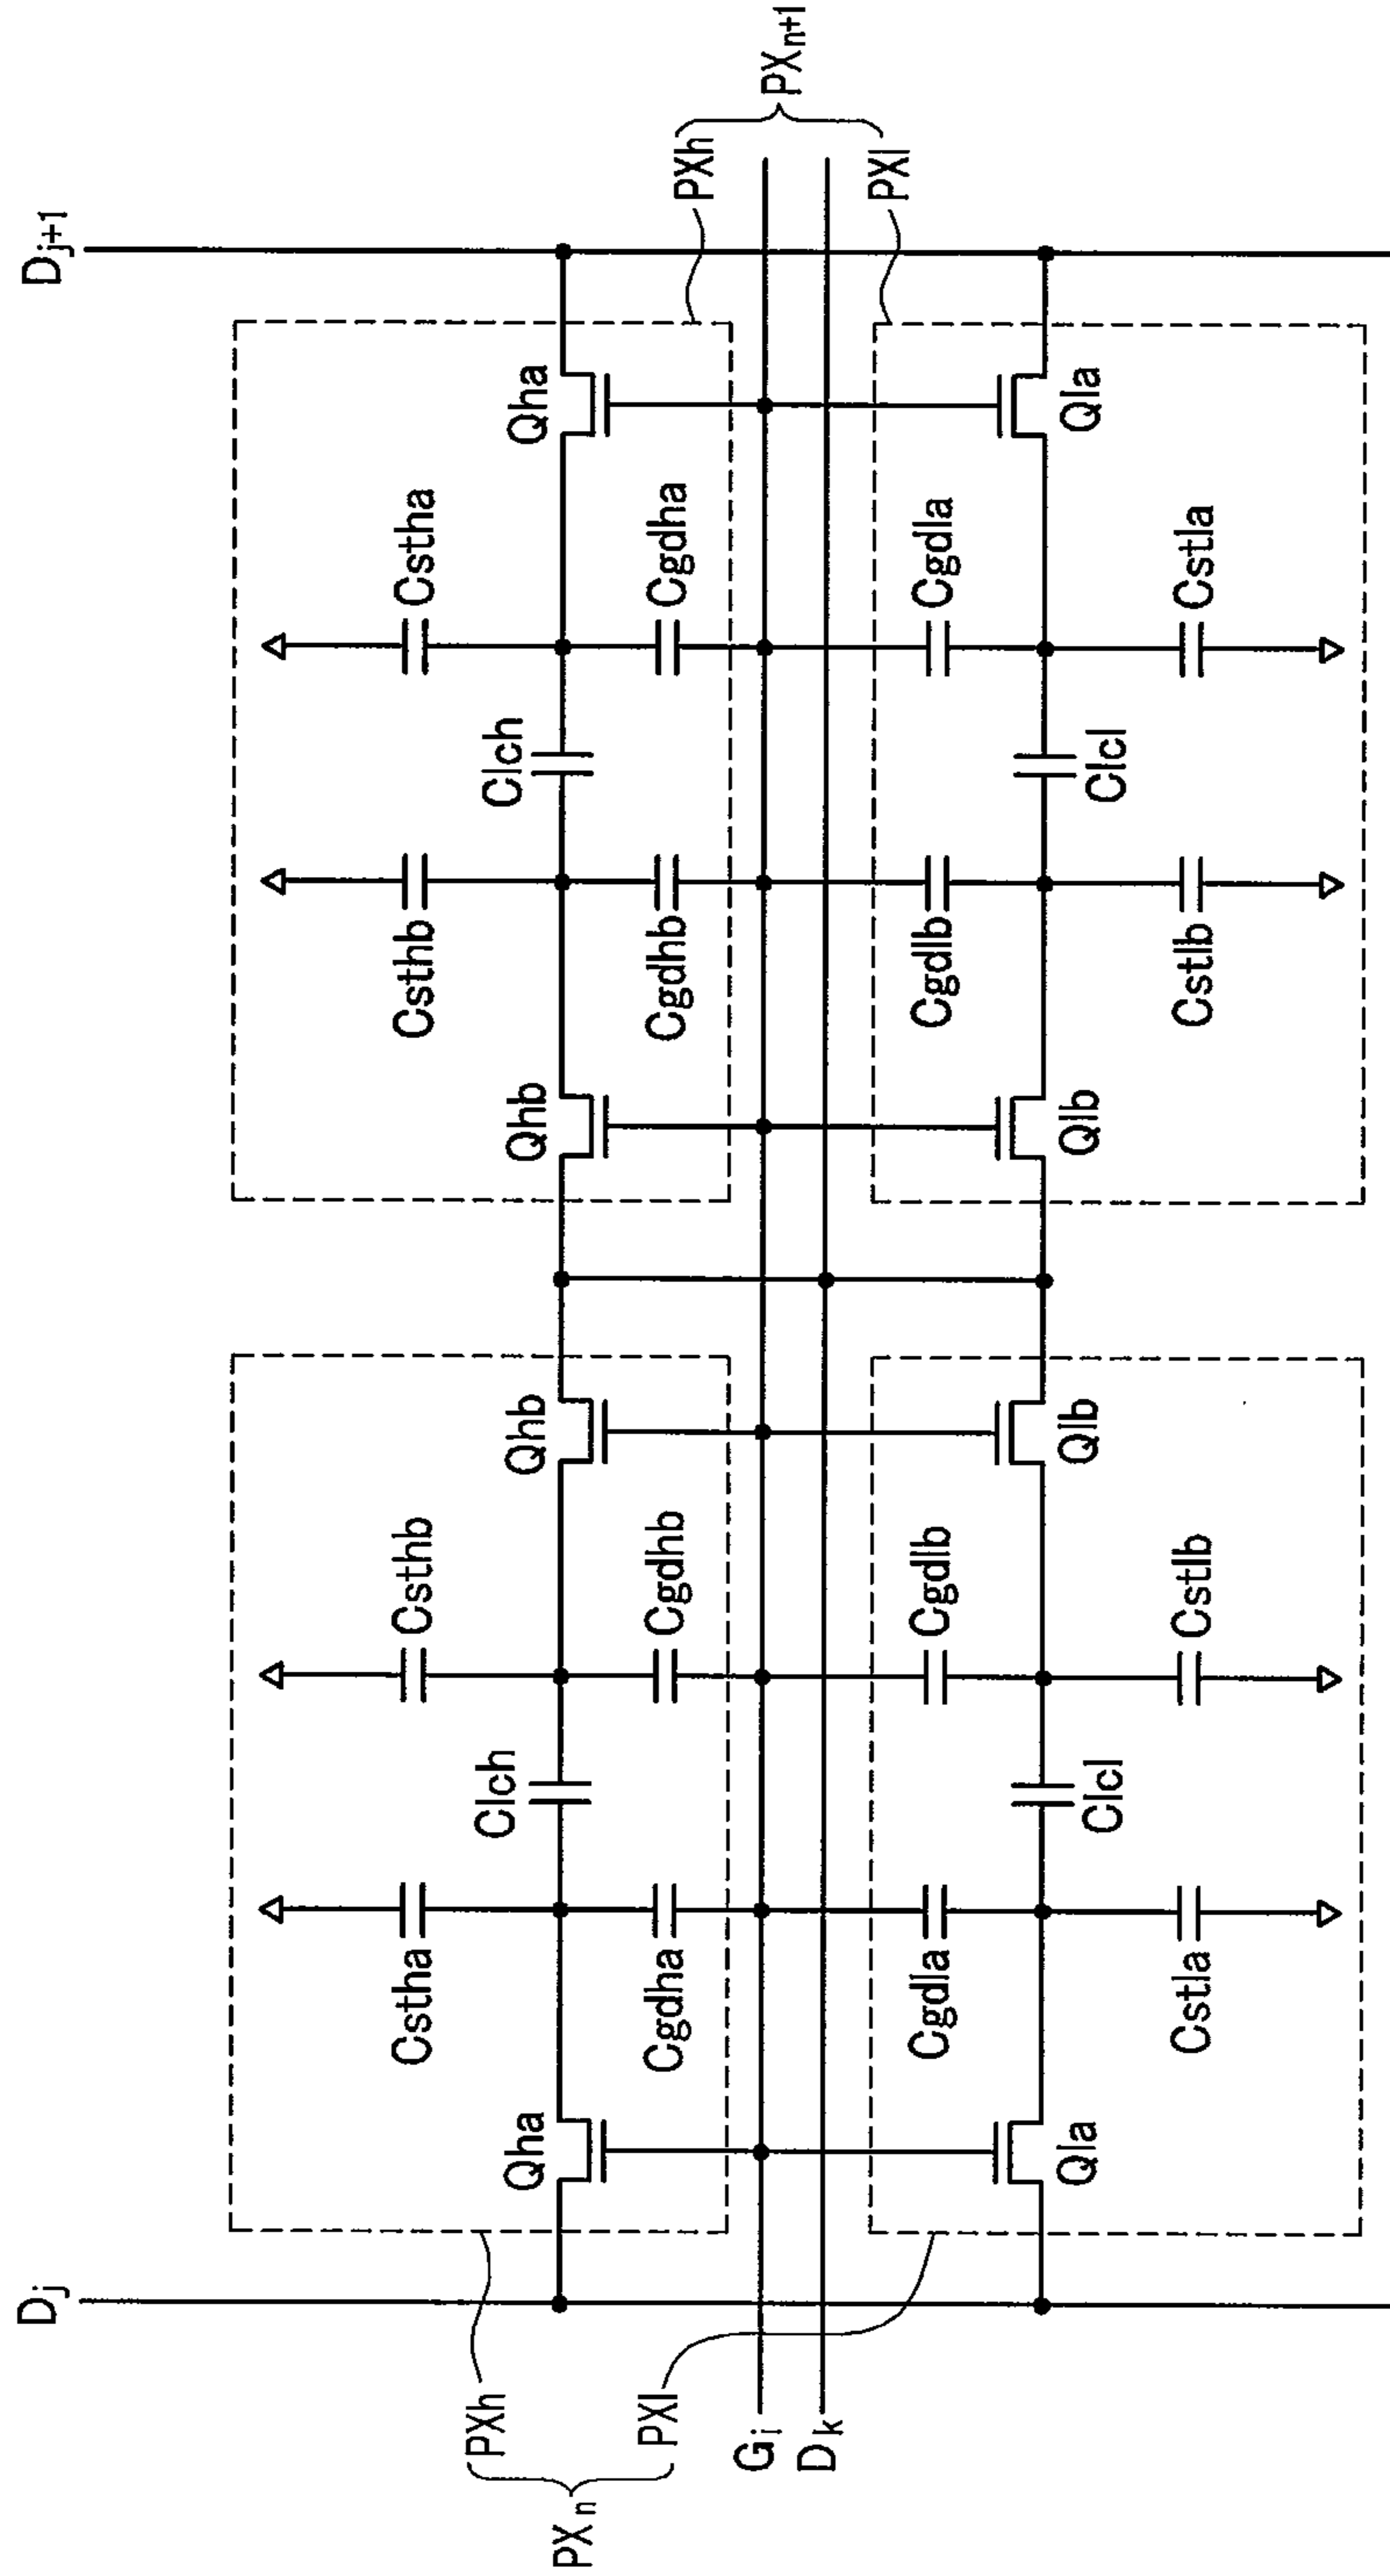 Dj
Dj+1
Cstha
Csthb
Csthb
Cstha
Qha
Clch
Qhb
Qhb
Clch
Qha
PXh
Cgdha
Cgdhb
Cgdhb
Cgdha
PXh
PXn
PXn+1
PXl
Gi
Dk
PXl
Cgdla
Cgdlb
Cgdlb
Cgdla
Qla
Clcl
Qlb
Qlb
Clcl
Qla
Cstla
Cstlb
Cstlb
Cstla